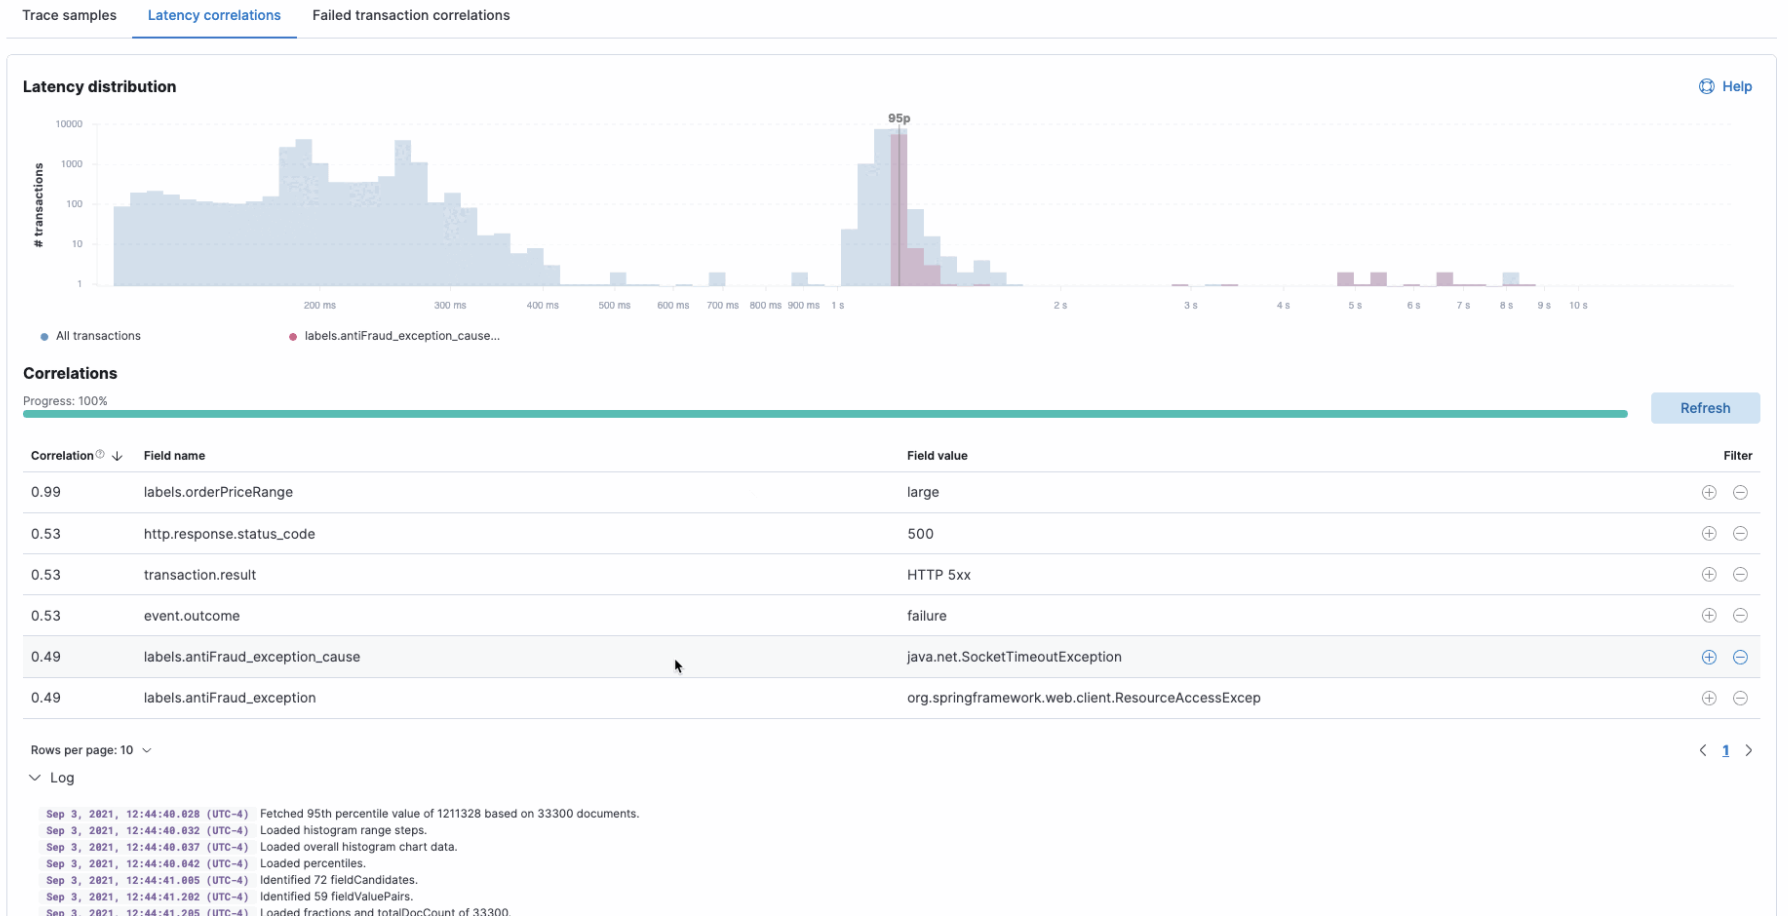 Trace samples Latency correlations Failed transaction correlations
Latency distribution Help
95p
10000
1000
100
10
1
# transactions
200 ms 300 ms 400 ms 500 ms 600 ms 700 ms 800 ms 900 ms 1 s 2 s 3 s 4 s 5 s 6 s 7 s 8 s 9 s 10 s
All transactions labels.antiFraud_exception_cause...
Correlations
Progress: 100%
Refresh
Correlation Field name Field value Filter
0.99 labels.orderPriceRange large
0.53 http.response.status_code 500
0.53 transaction.result HTTP 5xx
0.53 event.outcome failure
0.49 labels.antiFraud_exception_cause java.net.SocketTimeoutException
0.49 labels.antiFraud_exception org.springframework.web.client.ResourceAccessExcep
Rows per page: 10 1
Log
Sep 3, 2021, 12:44:40.028 (UTC-4) Fetched 95th percentile value of 1211328 based on 33300 documents.
Sep 3, 2021, 12:44:40.032 (UTC-4) Loaded histogram range steps.
Sep 3, 2021, 12:44:40.037 (UTC-4) Loaded overall histogram chart data.
Sep 3, 2021, 12:44:40.042 (UTC-4) Loaded percentiles.
Sep 3, 2021, 12:44:41.005 (UTC-4) Identified 72 fieldCandidates.
Sep 3, 2021, 12:44:41.202 (UTC-4) Identified 59 fieldValuePairs.
Sep 3, 2021, 12:44:41.205 (UTC-4) Loaded fractions and totalDocCount of 33300.